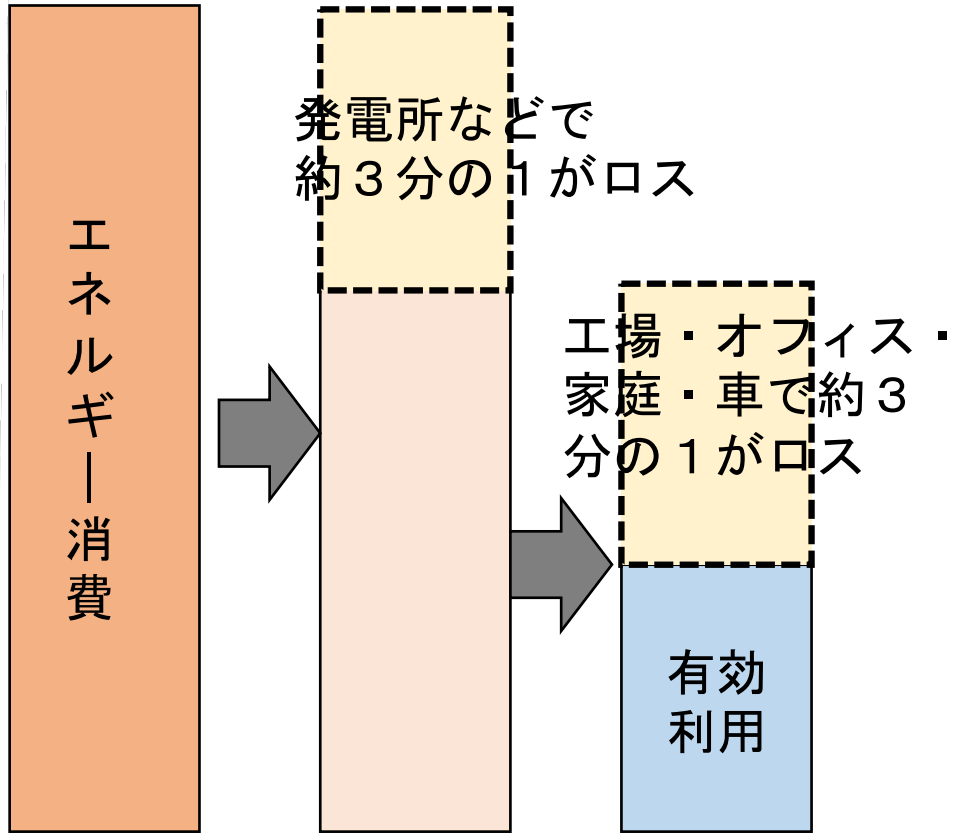 エネルギー消費
発電所などで
約３分の１がロス
工場・オフィス・
家庭・車で約３
分の１がロス
有効
利用